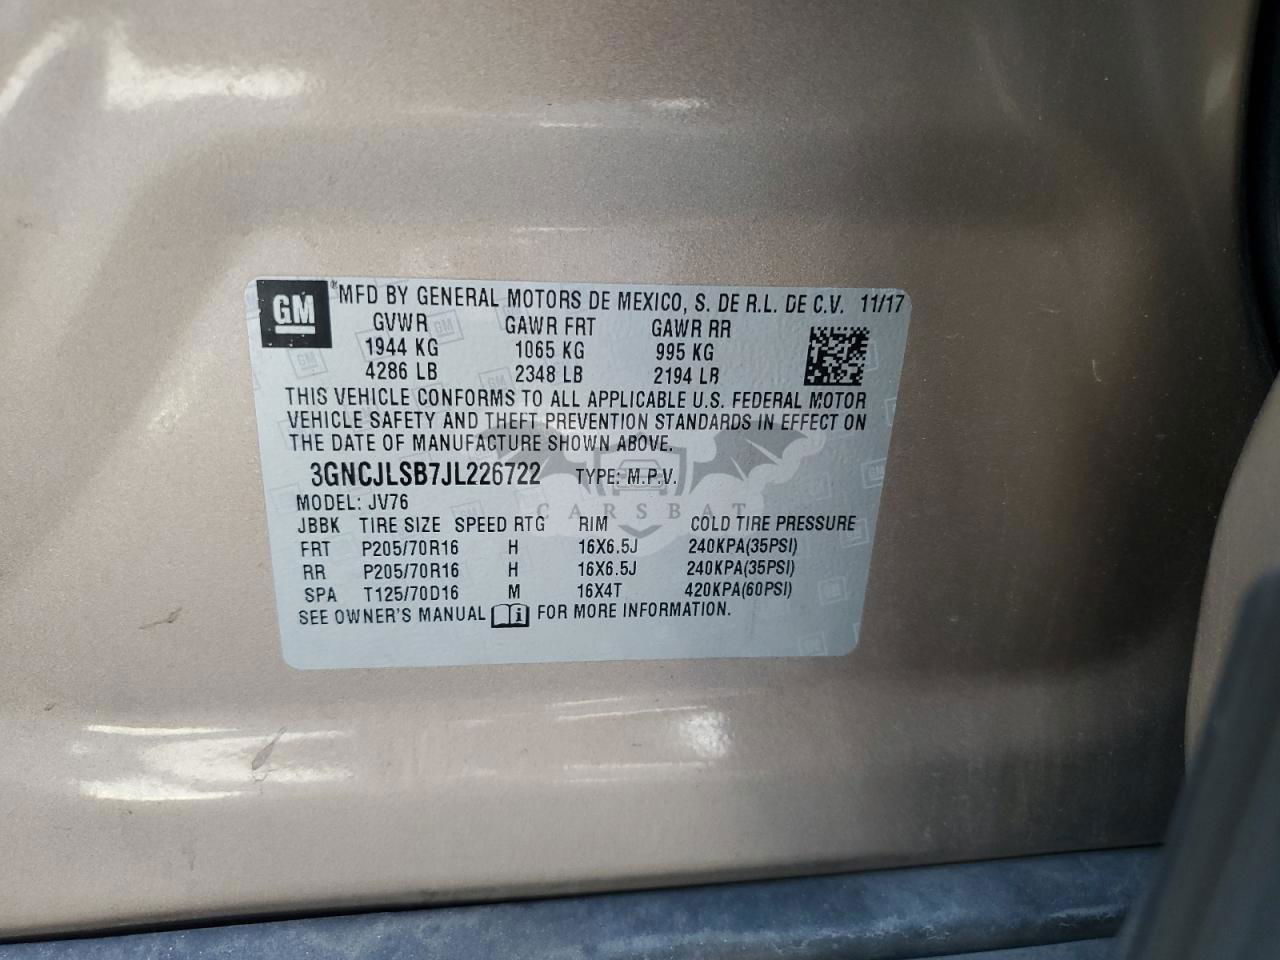 GM
® MFD BY GENERAL MOTORS DE MEXICO, S. DE R.L. DE C.V. 11/17
GVWR GAWR FRT GAWR RR
1944 KG 1065 KG 995 KG
4286 LB 2348 LB 2194 LB
THIS VEHICLE CONFORMS TO ALL APPLICABLE U.S. FEDERAL MOTOR
VEHICLE SAFETY AND THEFT PREVENTION STANDARDS IN EFFECT ON
THE DATE OF MANUFACTURE SHOWN ABOVE.
3GNCJLSB7JL226722 TYPE: M.P.V.
MODEL: JV76
CARSBAT
JBBK TIRE SIZE SPEED RTG RIM COLD TIRE PRESSURE
FRT P205/70R16 H 16X6.5J 240KPA(35PSI)
RR P205/70R16 H 16X6.5J 240KPA(35PSI)
SPA T125/70D16 M 16X4T 420KPA(60PSI)
SEE OWNER'S MANUAL i FOR MORE INFORMATION.